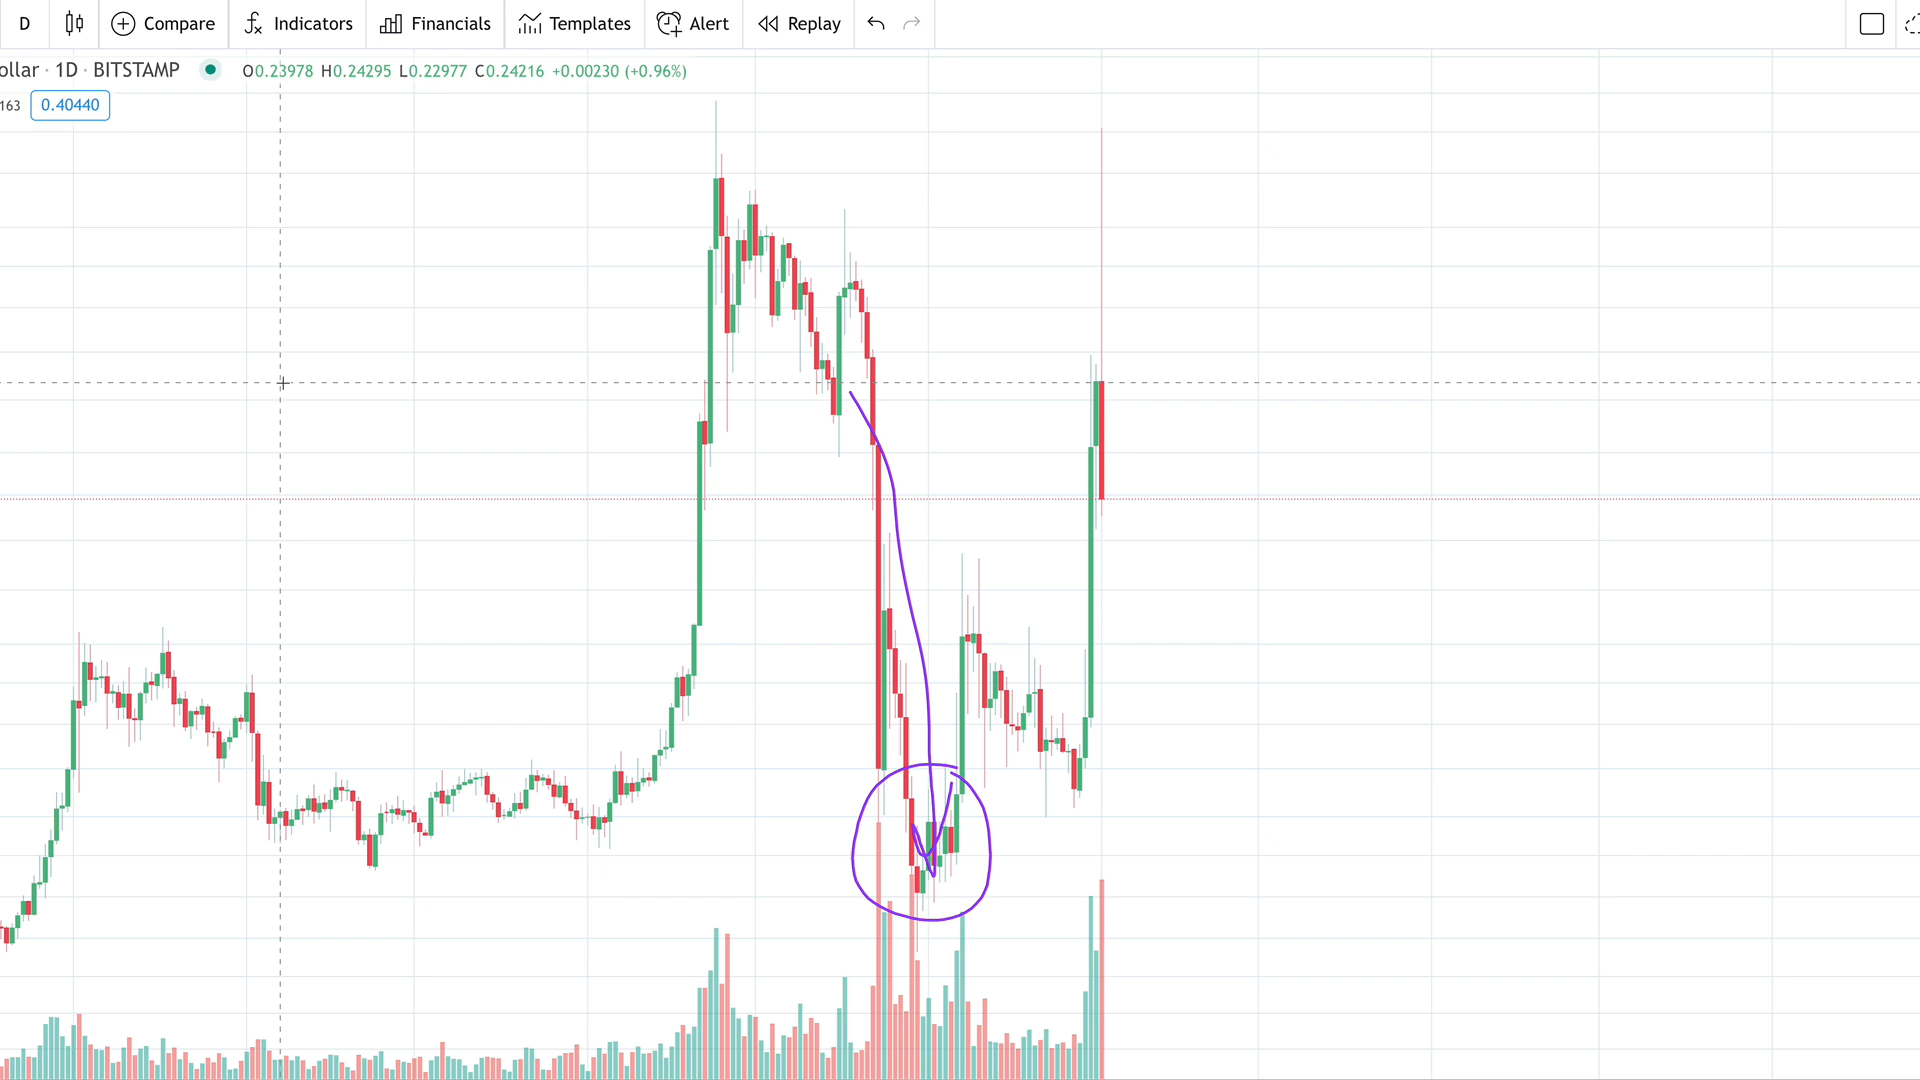 D Compare Indicators Financials Templates Alert Replay
ollar · 1D · BITSTAMP O0.23978 H0.24295 L0.22977 C0.24216 +0.00230 (+0.96%)
163 0.40440